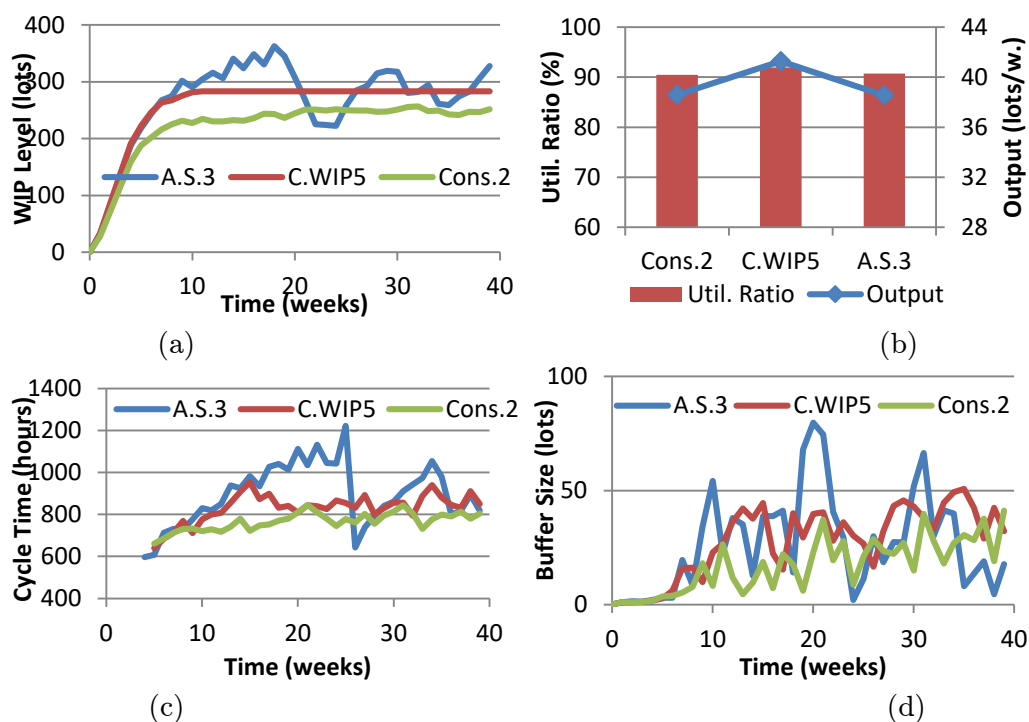 WIP Level (lots)
400
300
200
100
0
A.S.3 C.WIP5 Cons.2
0 10 20 30 40
Time (weeks)
(a)
Util. Ratio (%)
100
90
80
70
60
Output (lots/w.)
44
40
36
32
28
Cons.2 C.WIP5 A.S.3
Util. Ratio Output
(b)
Cycle Time (hours)
1400
1200
1000
800
600
400
A.S.3 C.WIP5 Cons.2
0 10 20 30 40
Time (weeks)
(c)
Buffer Size (lots)
100
50
0
A.S.3 C.WIP5 Cons.2
0 10 20 30 40
Time (weeks)
(d)